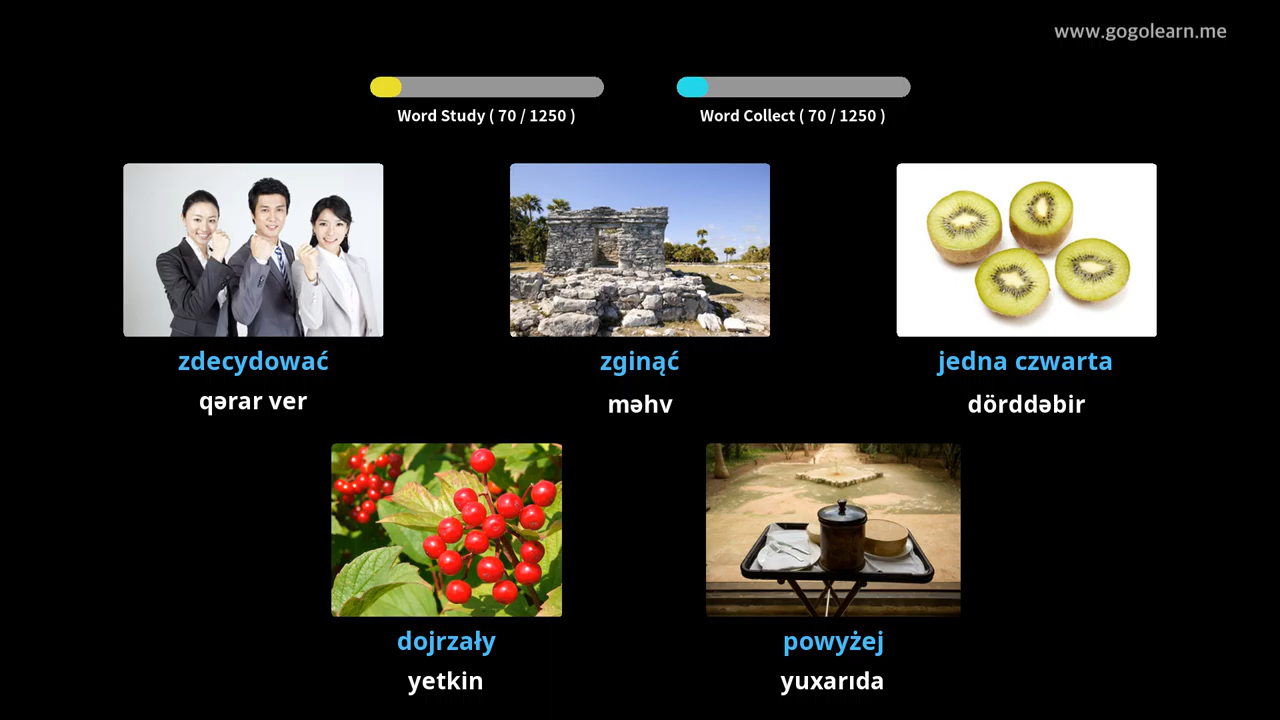 www.gogolearn.me
Word Study ( 70 / 1250 )
Word Collect ( 70 / 1250 )
zdecydować
qərar ver
zginąć
məhv
jedna czwarta
dörddəbir
dojrzały
yetkin
powyżej
yuxarıda